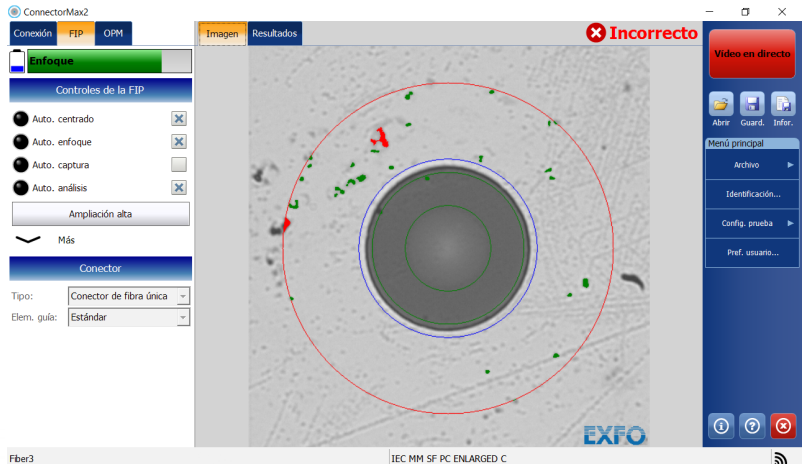 ConnectorMax2
Conexión
FIP
OPM
Imagen
Resultados
Incorrecto
Vídeo en directo
Enfoque
Controles de la FIP
Auto. centrado
Auto. enfoque
Auto. captura
Auto. análisis
Ampliación alta
Más
Conector
Tipo: Conector de fibra única
Elem. guía: Estándar
Abrir
Guard.
Infor.
Menú principal
Archivo
Identificación...
Config. prueba
Pref. usuario...
EXFO
Fiber3
IEC MM SF PC ENLARGED C